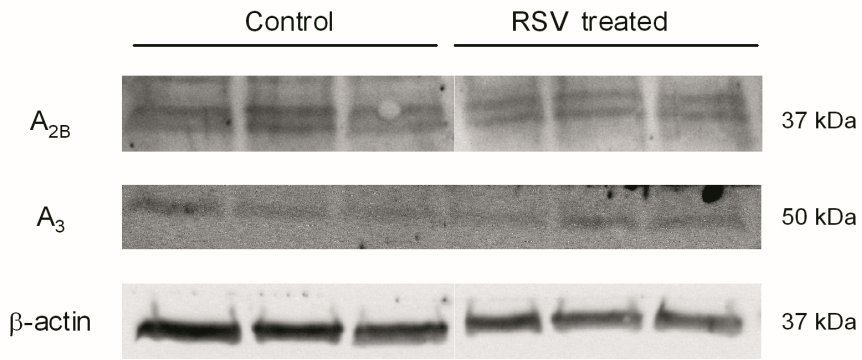 Control RSV treated
A2B 37 kDa
A3 50 kDa
β-actin 37 kDa